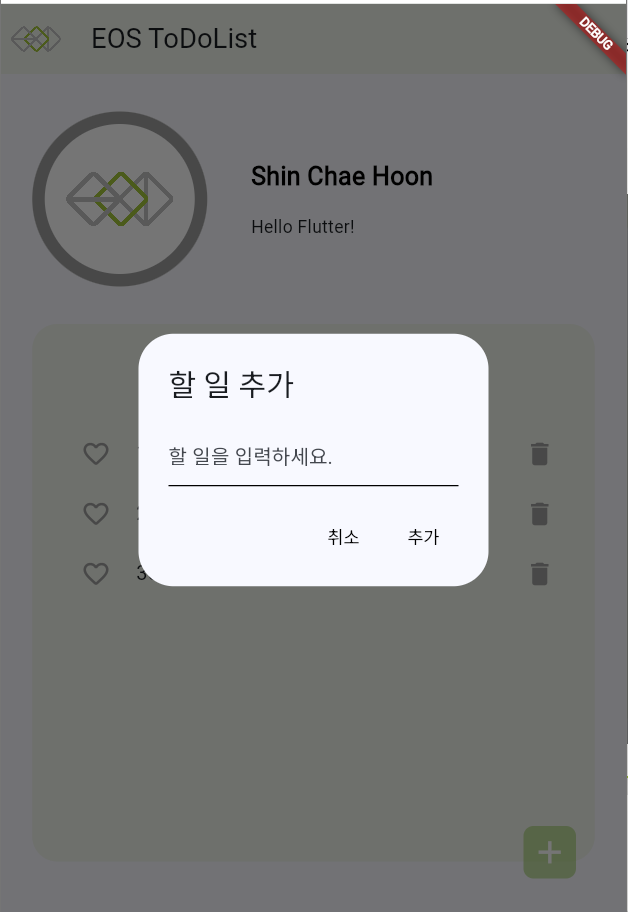 EOS ToDoList
DEBUG
Shin Chae Hoon
Hello Flutter!
할 일 추가
할 일을 입력하세요.
취소
추가
3.